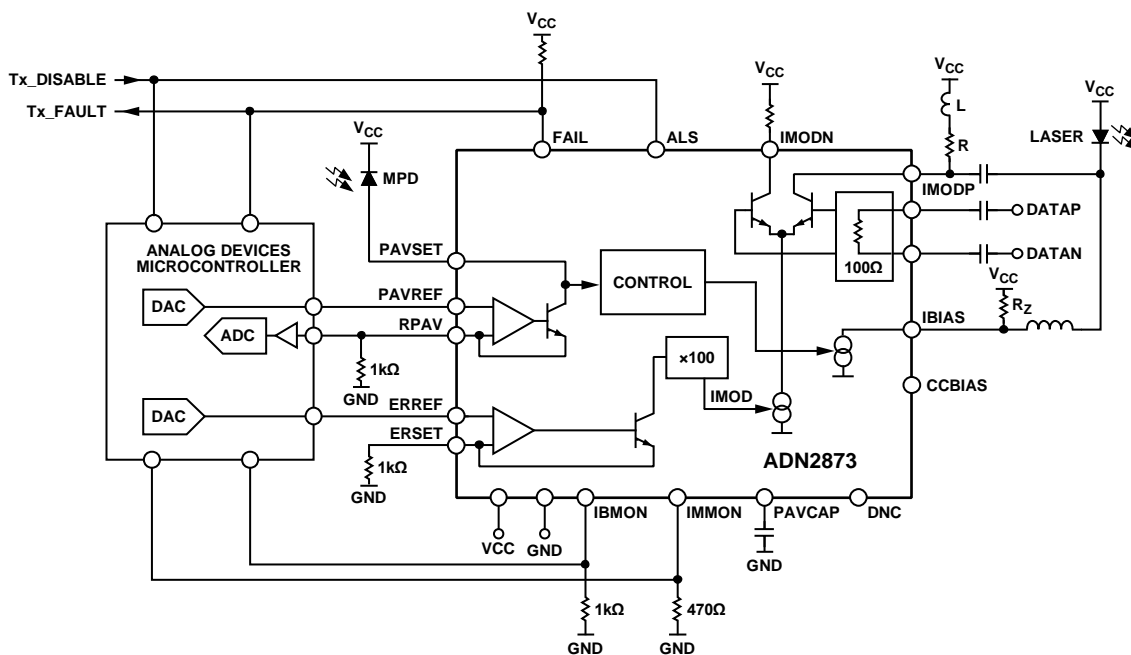 VCC
Tx_DISABLE
VCC
VCC
VCC
L
Tx_FAULT
VCC
FAIL
ALS
IMODN
R
LASER
MPD
IMODP
ANALOG DEVICES
MICROCONTROLLER
PAVSET
DATAP
100Ω
DATAN
CONTROL
DAC
PAVREF
VCC
RZ
ADC
RPAV
IBIAS
1kΩ
GND
×100
CCBIAS
IMOD
DAC
ERREF
ERSET
ADN2873
1kΩ
GND
IBMON
IMMON
PAVCAP
DNC
VCC
GND
GND
1kΩ
470Ω
GND
GND